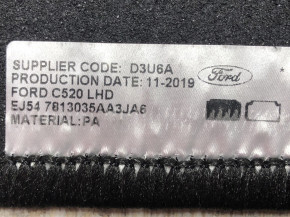 SUPPLIER CODE: D3U6A
PRODUCTION DATE: 11-2019
Ford
FORD C520 LHD
EJ54 7813035AA3JA6
MATERIAL: PA